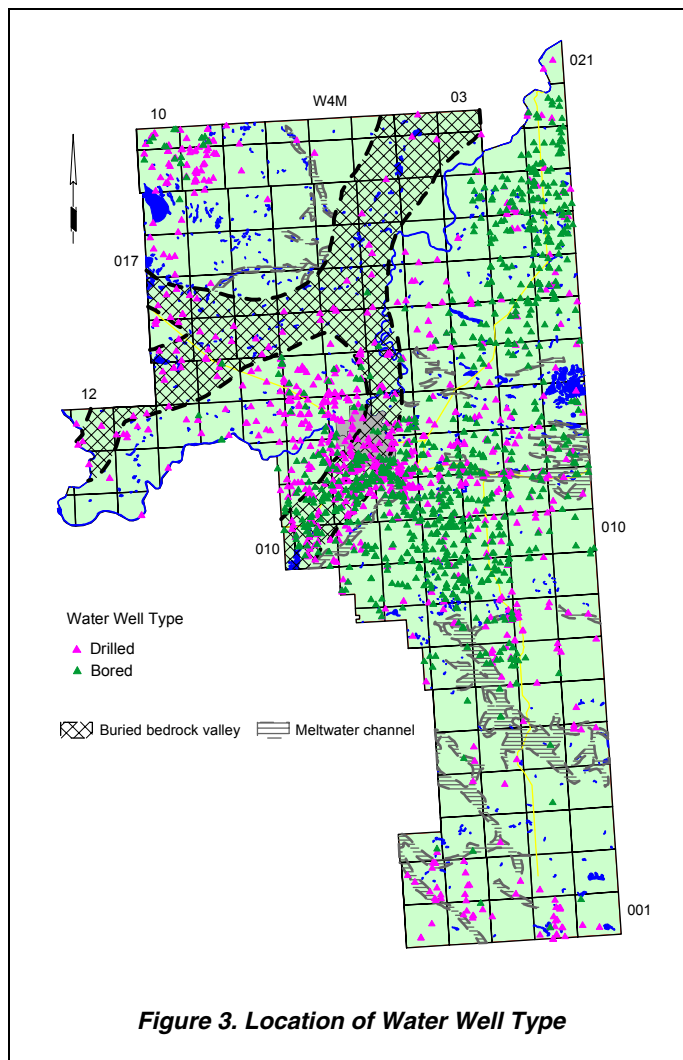 021
10
W4M
03
017
12
010
010
Water Well Type
Drilled
Bored
Buried bedrock valley
Meltwater channel
001
Figure 3. Location of Water Well Type